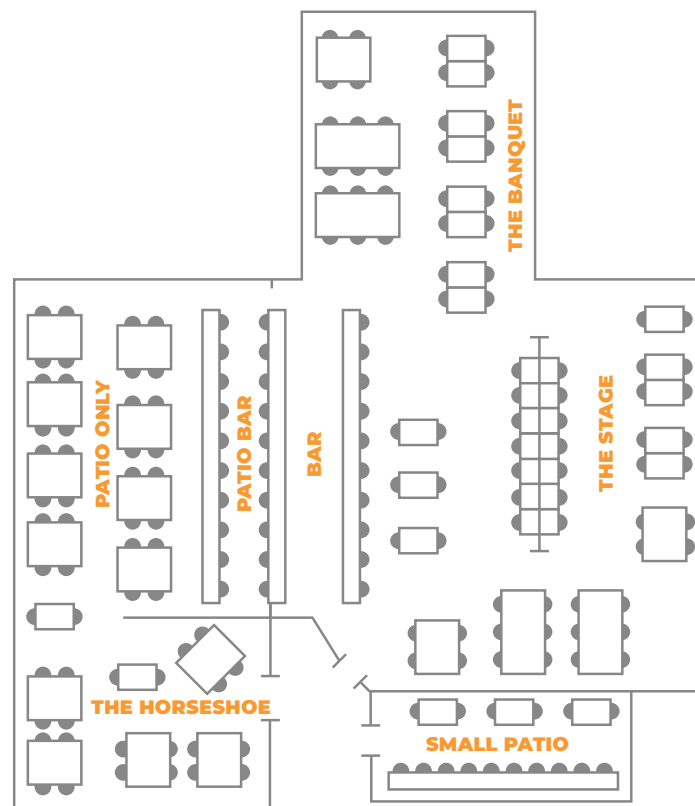 THE BANQUET
PATIO ONLY
PATIO BAR
BAR
THE STAGE
THE HORSESHOE
SMALL PATIO